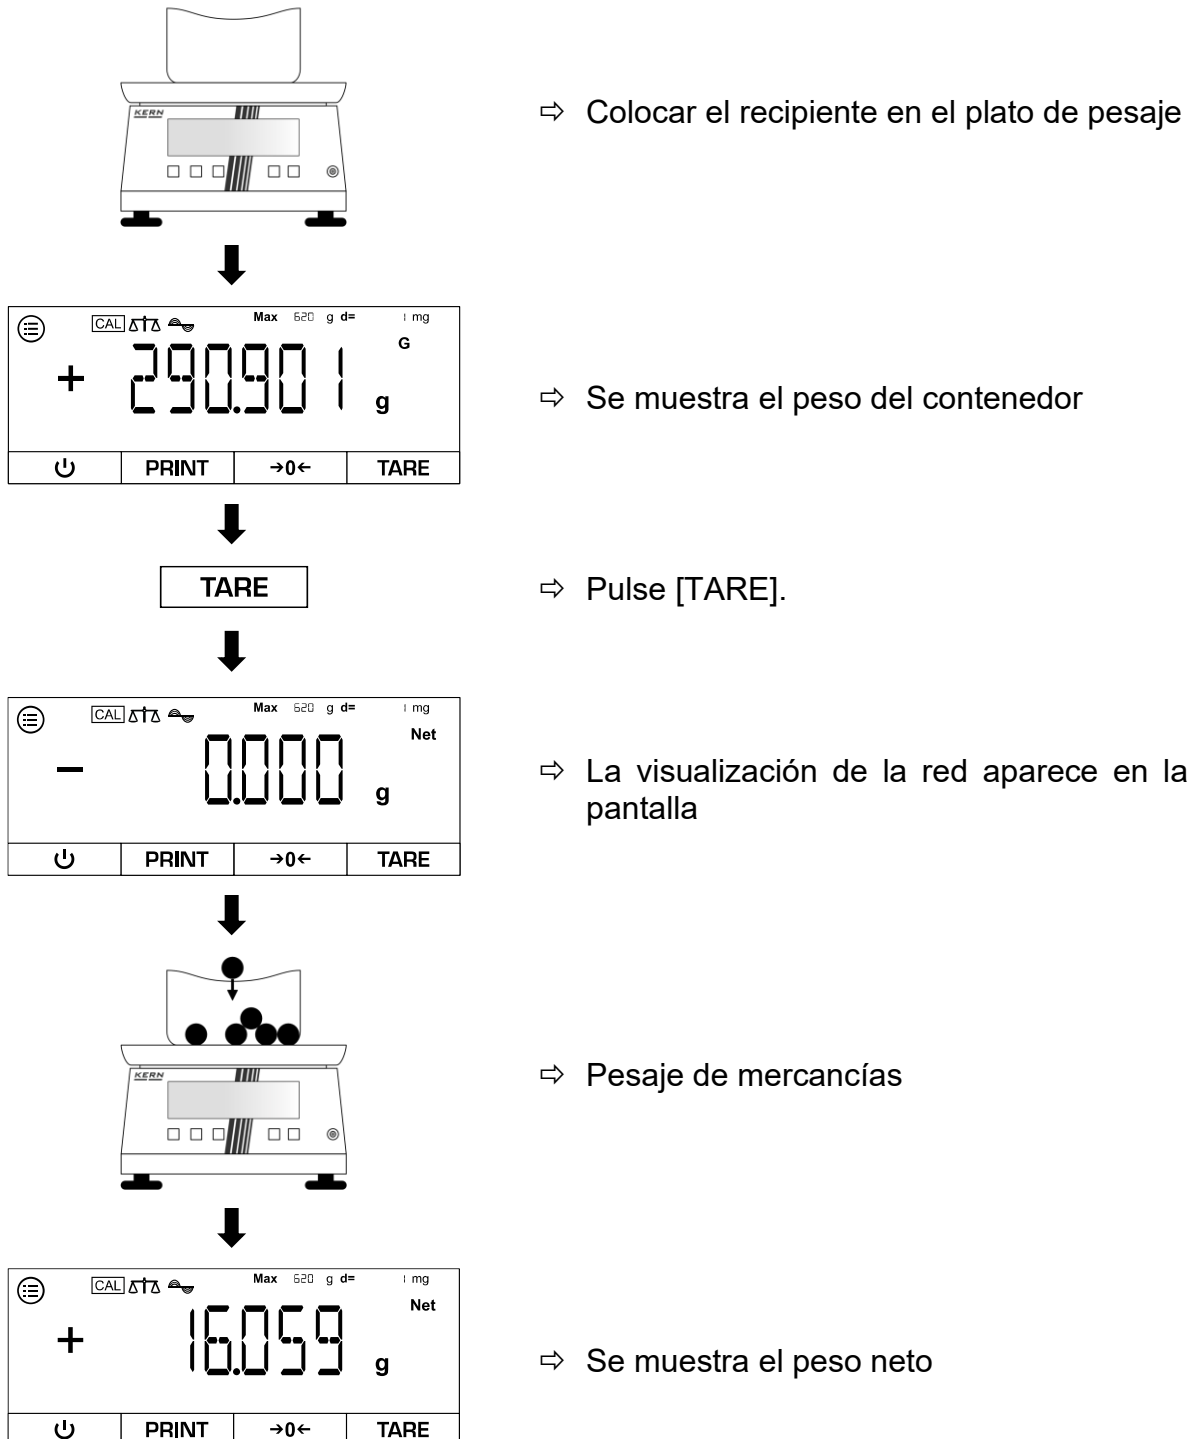 KERN
Colocar el recipiente en el plato de pesaje
CAL Max 620 g d= 1 mg
G
+ 290.901 g
Se muestra el peso del contenedor
PRINT →0← TARE
TARE
Pulse [TARE].
CAL Max 620 g d= 1 mg
Net
− 0.000 g
La visualización de la red aparece en la
pantalla
PRINT →0← TARE
KERN
Pesaje de mercancías
CAL Max 620 g d= 1 mg
Net
+ 16.059 g
Se muestra el peso neto
PRINT →0← TARE